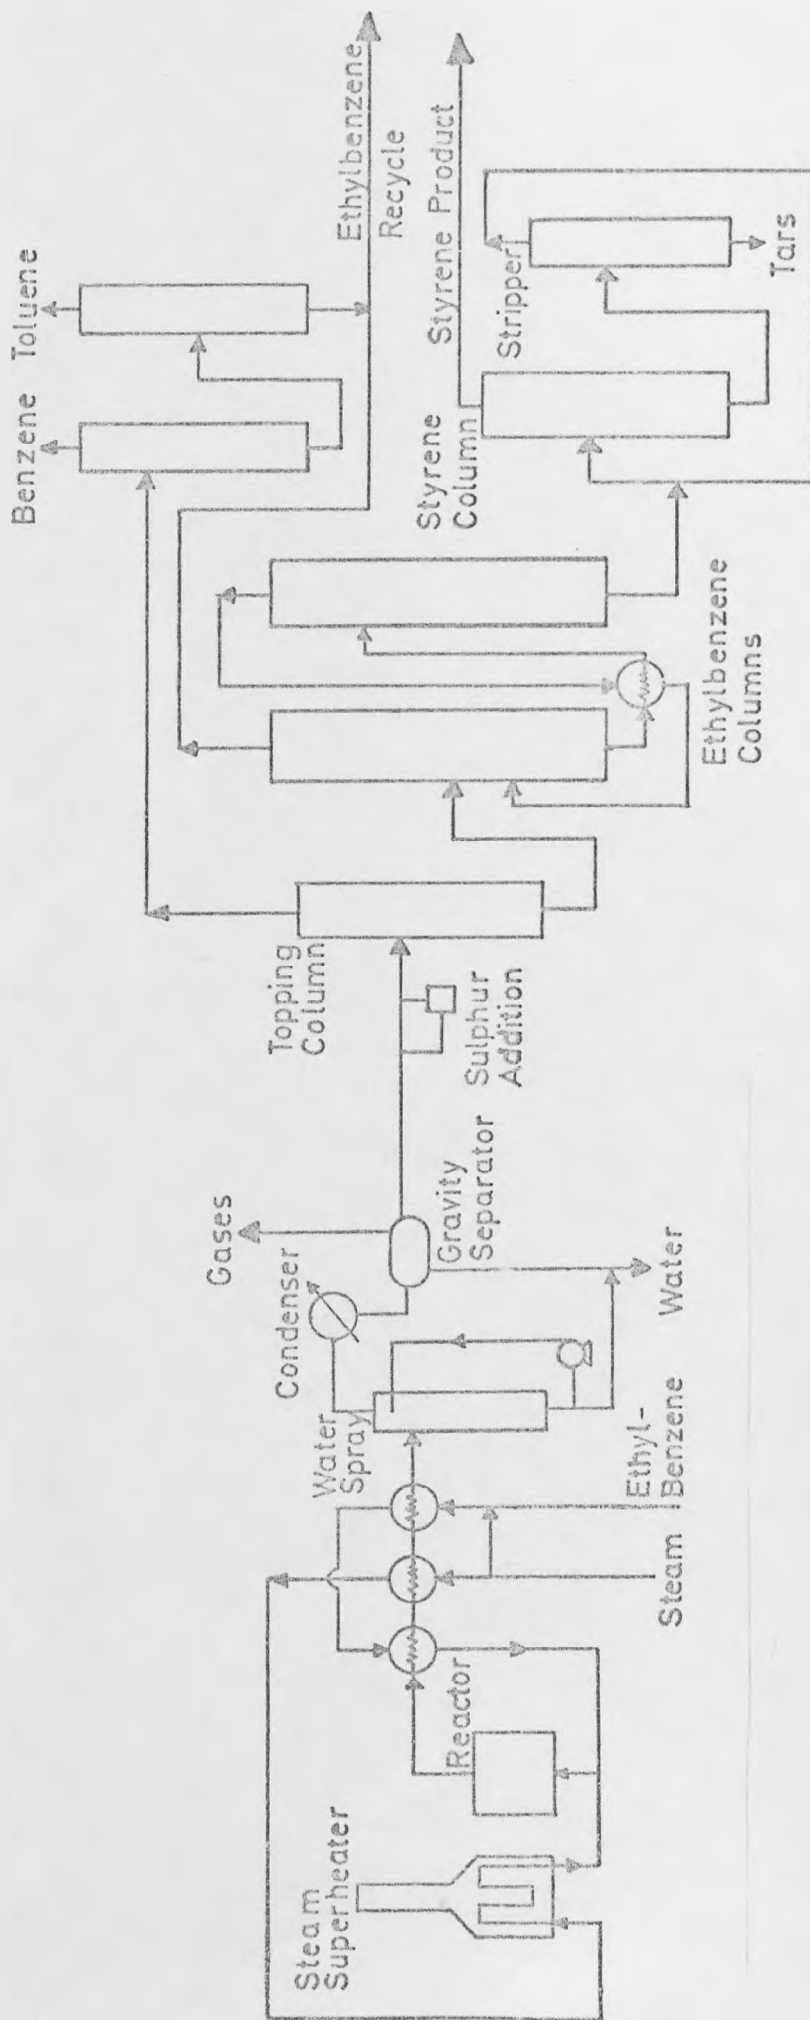 Steam
Superheater
Reactor
Steam
Ethyl-
Benzene
Water
Spray
Condenser
Gases
Gravity
Separator
Water
Sulphur
Addition
Topping
Column
Ethylbenzene
Columns
Benzene
Toluene
Ethylbenzene
Recycle
Styrene
Column
Styrene Product
Stripper
Tars